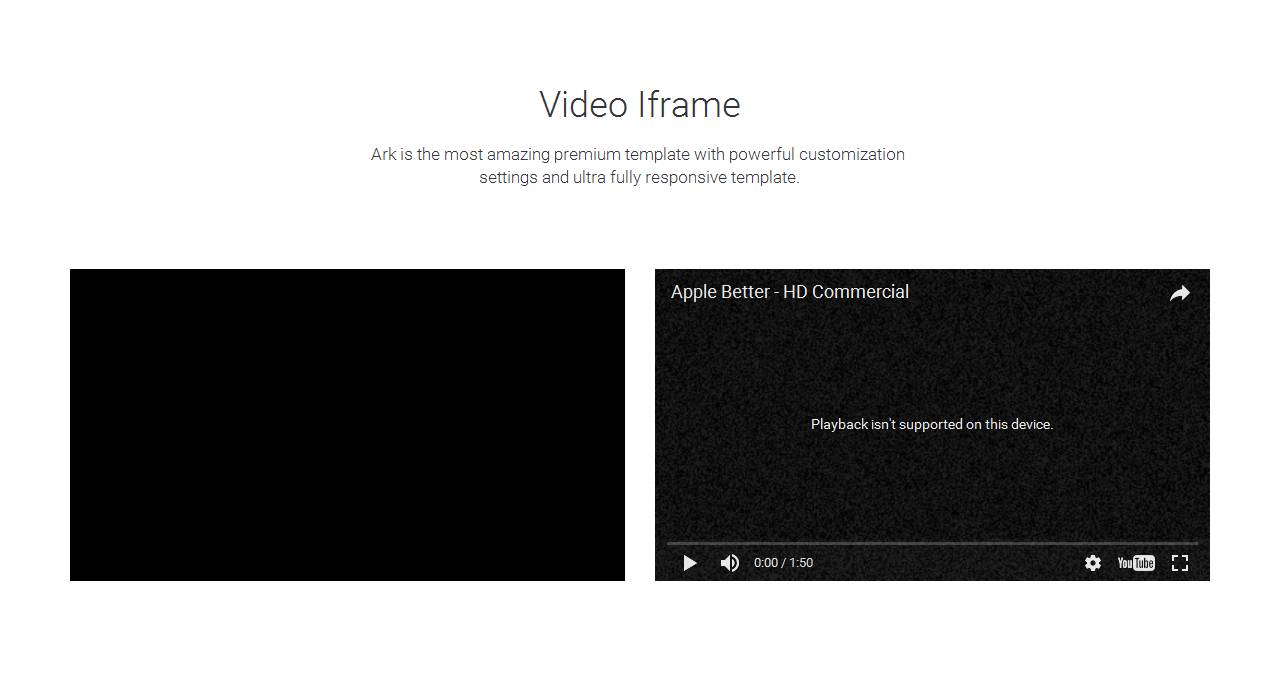 Video Iframe
Ark is the most amazing premium template with powerful customization
settings and ultra fully responsive template.
Apple Better - HD Commercial
Playback isn't supported on this device.
0:00 / 1:50
YouTube